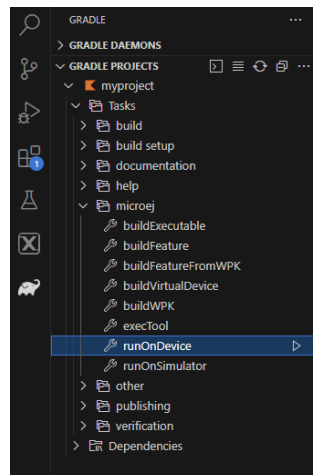 GRADLE
GRADLE DAEMONS
GRADLE PROJECTS
myproject
Tasks
build
build setup
documentation
help
microej
buildExecutable
buildFeature
buildFeatureFromWPK
buildVirtualDevice
buildWPK
execTool
runOnDevice
runOnSimulator
other
publishing
verification
Dependencies
1